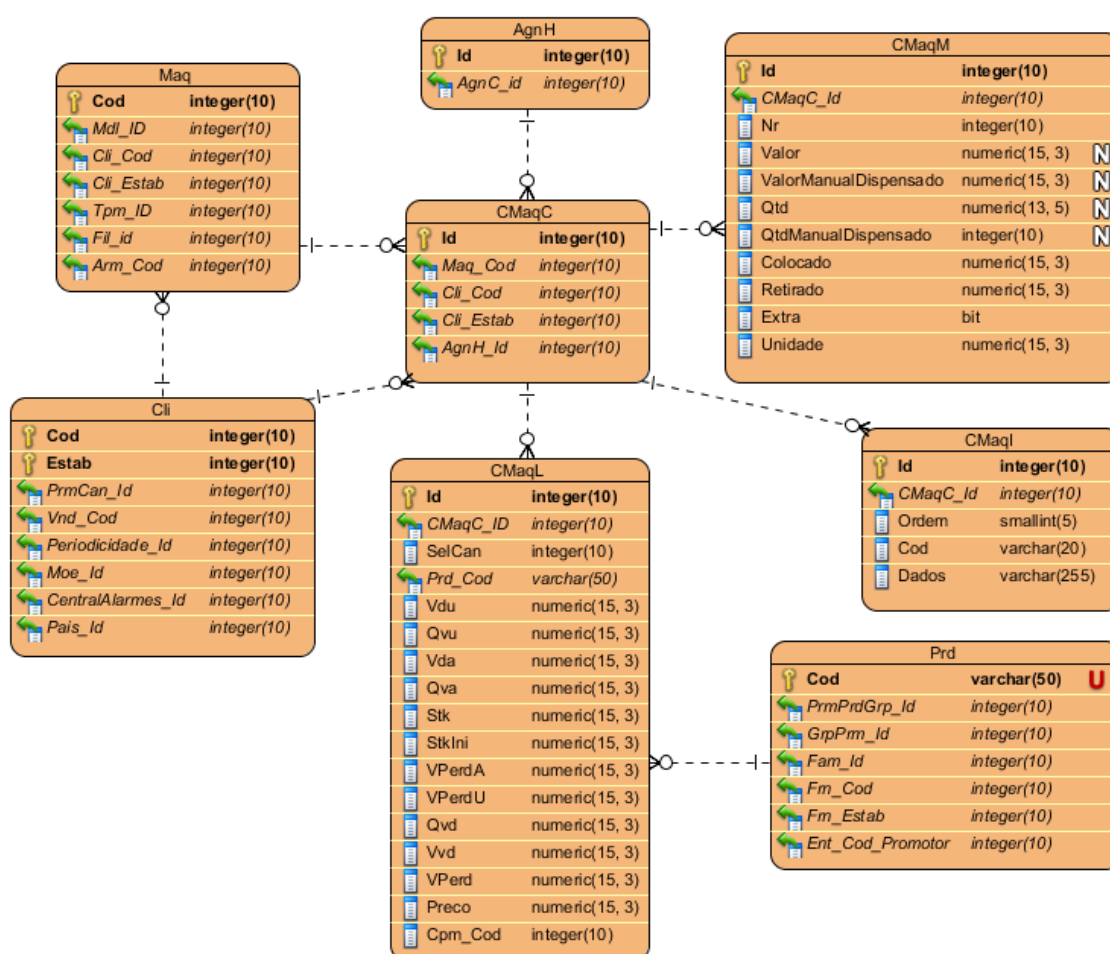 AgnH
Id integer(10)
AgnC_id integer(10)
Maq
Cod integer(10)
Mdl_ID integer(10)
Cli_Cod integer(10)
Cli_Estab integer(10)
Tpm_ID integer(10)
Fil_id integer(10)
Arm_Cod integer(10)
CMaqM
Id integer(10)
CMaqC_Id integer(10)
Nr integer(10)
Valor numeric(15, 3) N
ValorManualDispensado numeric(15, 3) N
Qtd numeric(13, 5) N
QtdManualDispensado integer(10) N
Colocado numeric(15, 3)
Retirado numeric(15, 3)
Extra bit
Unidade numeric(15, 3)
CMaqC
Id integer(10)
Maq_Cod integer(10)
Cli_Cod integer(10)
Cli_Estab integer(10)
AgnH_Id integer(10)
Cli
Cod integer(10)
Estab integer(10)
PrmCan_Id integer(10)
Vnd_Cod integer(10)
Periodicidade_Id integer(10)
Moe_Id integer(10)
CentralAlarmes_Id integer(10)
Pais_Id integer(10)
CMaqI
Id integer(10)
CMaqC_Id integer(10)
Ordem smallint(5)
Cod varchar(20)
Dados varchar(255)
CMaqL
Id integer(10)
CMaqC_ID integer(10)
SelCan integer(10)
Prd_Cod varchar(50)
Vdu numeric(15, 3)
Qvu numeric(15, 3)
Vda numeric(15, 3)
Qva numeric(15, 3)
Stk numeric(15, 3)
StkIni numeric(15, 3)
VPerdA numeric(15, 3)
VPerdU numeric(15, 3)
Qvd numeric(15, 3)
Vvd numeric(15, 3)
VPerd numeric(15, 3)
Preco numeric(15, 3)
Cpm_Cod integer(10)
Prd
Cod varchar(50) U
PrmPrdGrp_Id integer(10)
GrpPrm_Id integer(10)
Fam_Id integer(10)
Frn_Cod integer(10)
Frn_Estab integer(10)
Ent_Cod_Promotor integer(10)